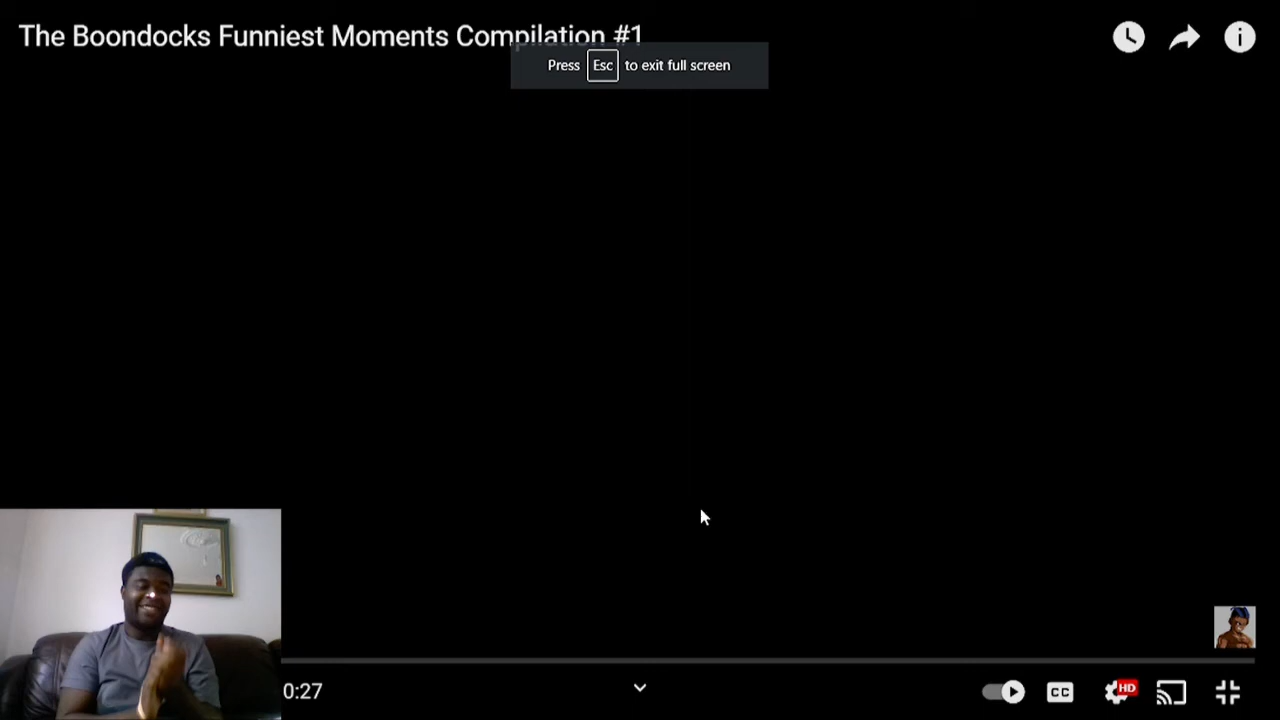 The Boondocks Funniest Moments Compilation #1
Press Esc to exit full screen
0:27
CC
HD